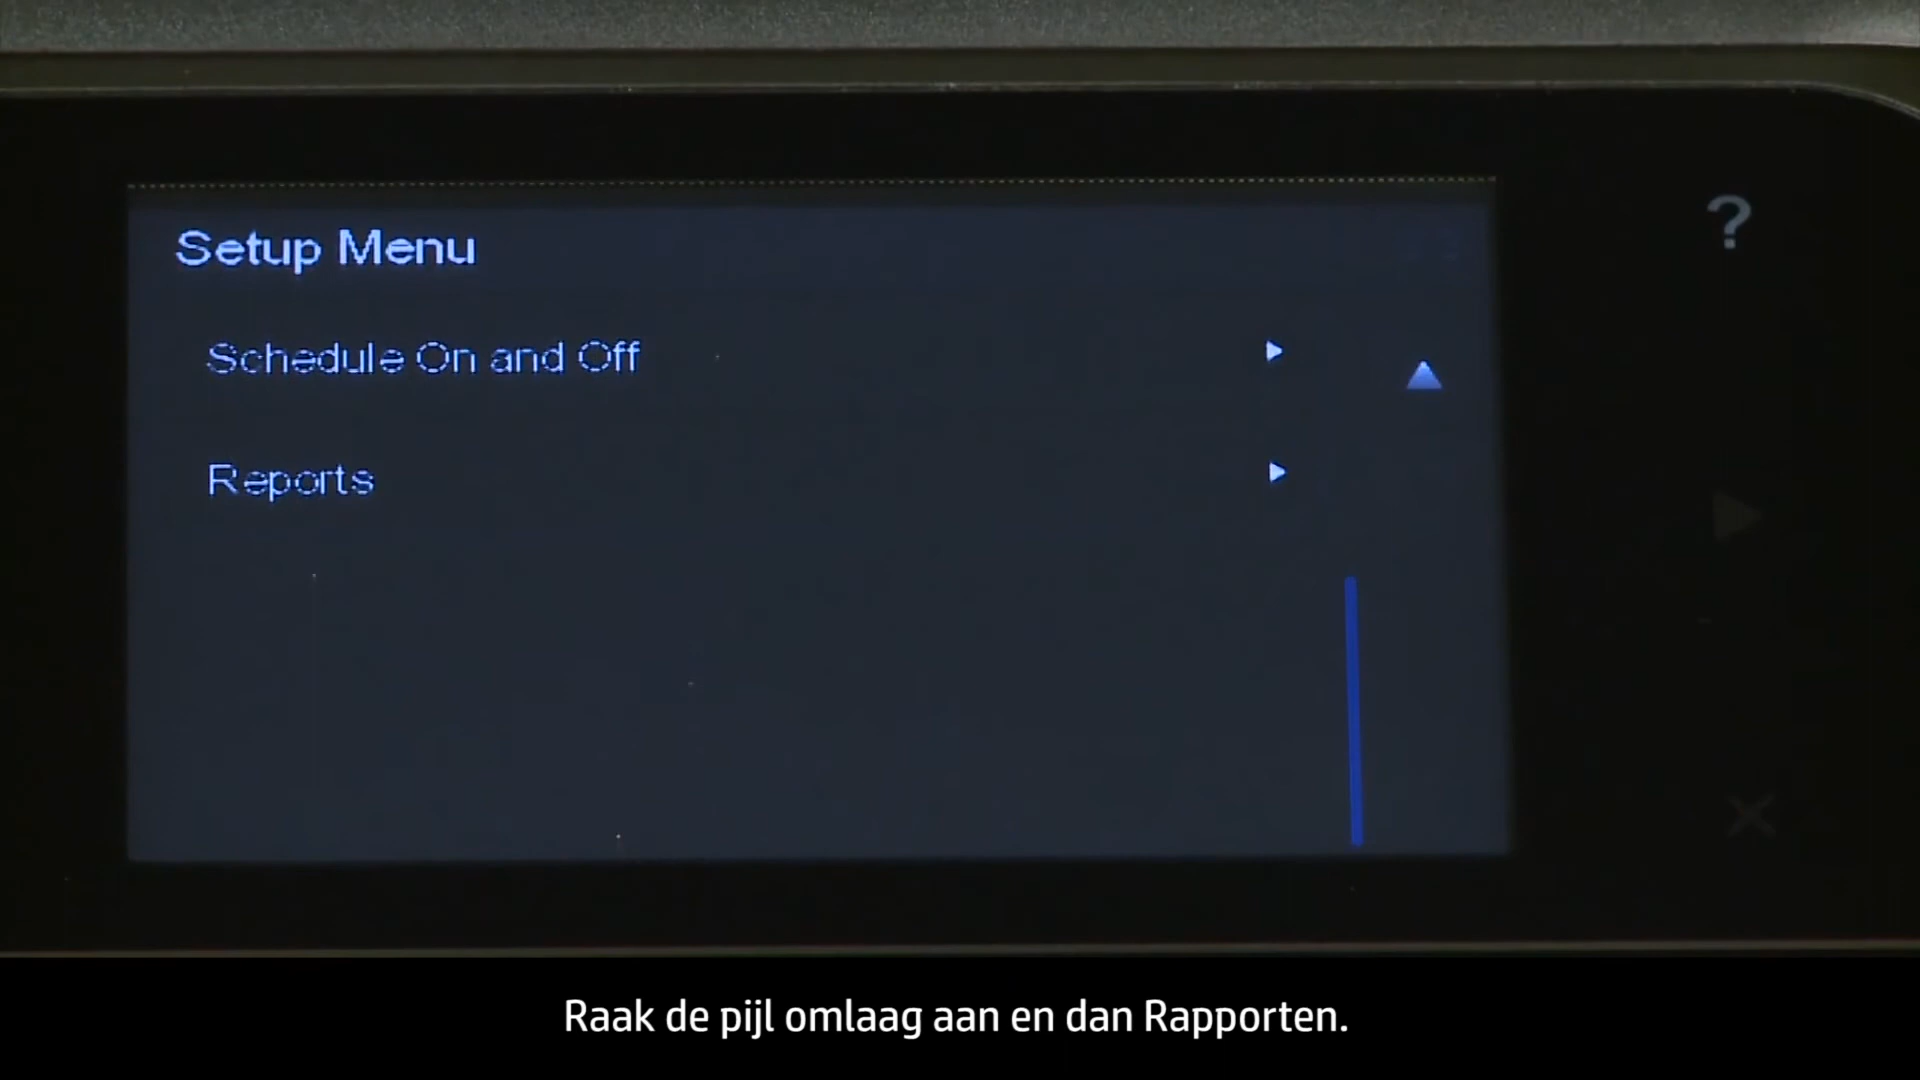 Setup Menu
?
Schedule On and Off
Reports
Raak de pijl omlaag aan en dan Rapporten.